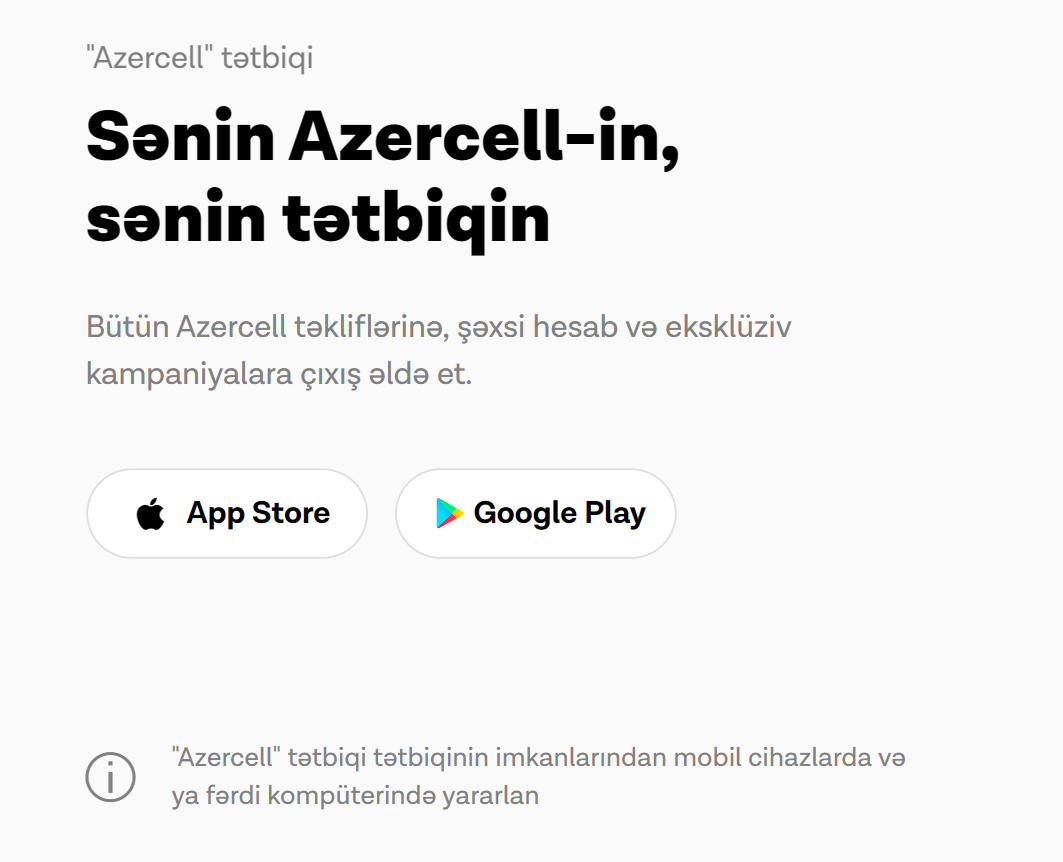 "Azercell" tətbiqi
Sənin Azercell-in,
sənin tətbiqin
Bütün Azercell təkliflərinə, şəxsi hesab və eksklüziv
kampaniyalara çıxış əldə et.
App Store
Google Play
"Azercell" tətbiqi tətbiqinin imkanlarından mobil cihazlarda və
ya fərdi kompüterində yararlan